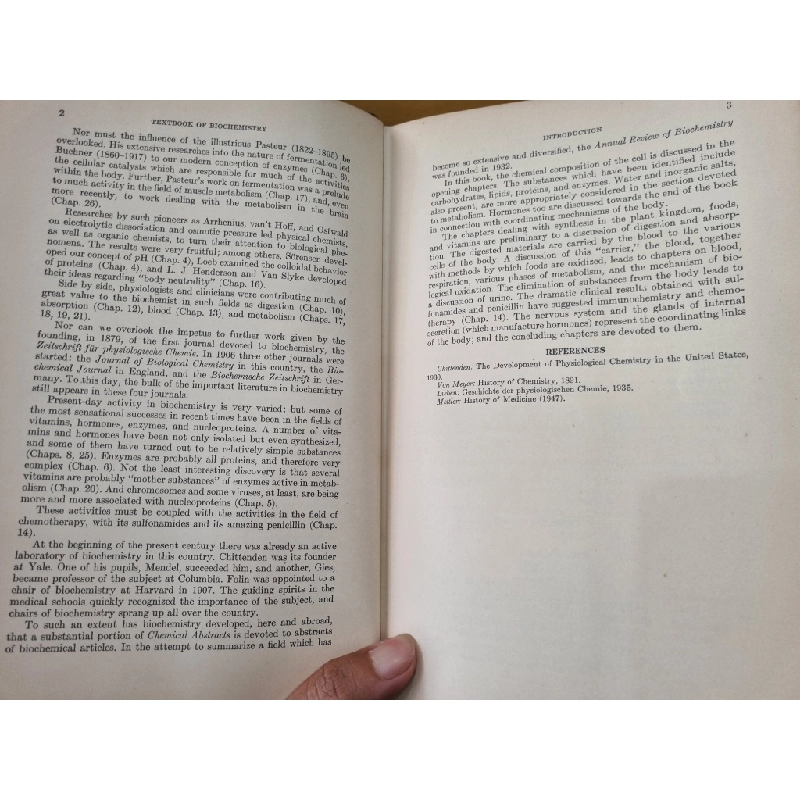 2
TEXTBOOK OF BIOCHEMISTRY
Nor must the influence of the illustrious Pasteur (1822–1895) be
overlooked. His extensive researches into the nature of fermentation led
Buchner (1860–1917) to our modern conception of enzymes (Chap. 6),
the cellular catalysts which are responsible for much of the activities
within the body. Further, Pasteur's work on fermentation was a prelude
to much activity in the field of muscle metabolism (Chap. 17) and, even
more recently, to work dealing with the metabolism in the brain
(Chap. 26).
Researches by such pioneers as Arrhenius, van't Hoff, and Ostwald
on electrolytic dissociation and osmotic pressure led physical chemists,
as well as organic chemists, to turn their attention to biological phe-
nomena. The results were very fruitful; among others, Sörensen devel-
oped our concept of pH (Chap. 4), Loeb examined the colloidal behavior
of proteins (Chap. 4), and L. J. Henderson and Van Slyke developed
their ideas regarding "body neutrality" (Chap. 16).
Side by side, physiologists and clinicians were contributing much of
great value to the biochemist in such fields as digestion (Chap. 10),
absorption (Chap. 12), blood (Chap. 13), and metabolism (Chaps. 17,
18, 19, 21).
Nor can we overlook the impetus to further work given by the
founding, in 1879, of the first journal devoted to biochemistry, the
Zeitschrift für physiologische Chemie. In 1906 three other journals were
started: the Journal of Biological Chemistry in this country, the Bio-
chemical Journal in England, and the Biochemische Zeitschrift in Ger-
many. To this day, the bulk of the important literature in biochemistry
still appears in these four journals.
Present-day activity in biochemistry is very varied; but some of
the most sensational successes in recent times have been in the fields of
vitamins, hormones, enzymes, and nucleoproteins. A number of vita-
mins and hormones have been not only isolated but even synthesized,
and some of them have turned out to be relatively simple substances
(Chaps. 8, 25). Enzymes are probably all proteins, and therefore very
complex (Chap. 6). Not the least interesting discovery is that several
vitamins are probably "mother substances" of enzymes active in metab-
olism (Chap. 20). And chromosomes and some viruses, at least, are being
more and more associated with nucleoproteins (Chap. 5).
These activities must be coupled with the activities in the field of
chemotherapy, with its sulfonamides and its amazing penicillin (Chap.
14).
At the beginning of the present century there was already an active
laboratory of biochemistry in this country. Chittenden was its founder
at Yale. One of his pupils, Mendel, succeeded him, and another, Gies,
became professor of the subject at Columbia. Folin was appointed to a
chair of biochemistry at Harvard in 1907. The guiding spirits in the
medical schools quickly recognized the importance of the subject, and
chairs of biochemistry sprang up all over the country.
To such an extent has biochemistry developed, here and abroad,
that a substantial portion of Chemical Abstracts is devoted to abstracts
of biochemical articles. In the attempt to summarize a field which has
3
INTRODUCTION
become so extensive and diversified, the Annual Review of Biochemistry
was founded in 1932.
In this book, the chemical composition of the cell is discussed in the
opening chapters. The substances which have been identified include
carbohydrates, lipids, proteins, and enzymes. Water and inorganic salts,
also present, are more appropriately considered in the section devoted
to metabolism. Hormones too are discussed towards the end of the book
in connection with coordinating mechanisms of the body.
The chapters dealing with synthesis in the plant kingdom, foods,
and vitamins are preliminary to a discussion of digestion and absorp-
tion. The digested materials are carried by the blood to the various
cells of the body. A discussion of this "carrier," the blood, together
with methods by which foods are oxidised, leads to chapters on blood,
respiration, various phases of metabolism, and the mechanism of bio-
logical oxidation. The elimination of substances from the body leads to
a discussion of urine. The dramatic clinical results obtained with sul-
fonamides and penicillin have suggested immunochemistry and chemo-
therapy (Chap. 14). The nervous system and the glands of internal
secretion (which manufacture hormones) represent the coordinating links
of the body; and the concluding chapters are devoted to them.
REFERENCES
Chittenden, The Development of Physiological Chemistry in the United States,
1930.
Von Meyer: History of Chemistry, 1891.
Lieben, Geschichte der physiologischen Chemie, 1935.
Mettler: History of Medicine (1947).